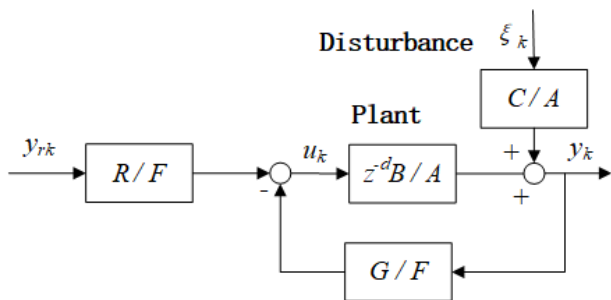 Disturbance
ξ k
C / A
Plant
y rk
R / F
u k
z -d B / A
+
y k
-
+
G / F